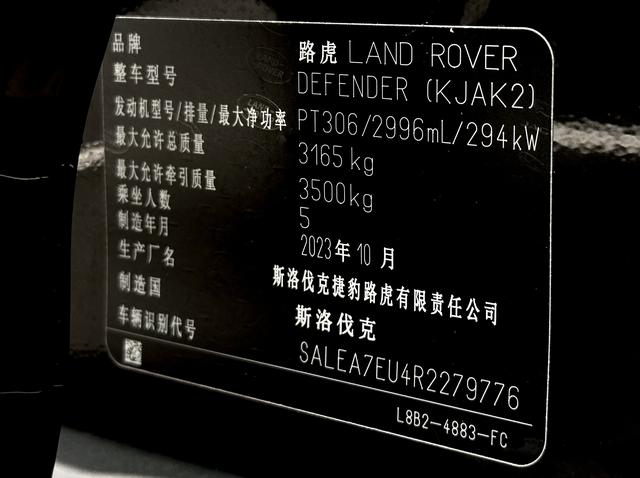 品牌 路虎 LAND ROVER
整车型号 DEFENDER (KJAK2)
发动机型号/排量/最大净功率 PT306/2996mL/294kW
最大允许总质量 3165 kg
最大允许牵引质量 3500kg
乘坐人数 5
制造年月 2023年 10 月
生产厂名 斯洛伐克捷豹路虎有限责任公司
制造国 斯洛伐克
车辆识别代号 SALEA7EU4R2279776
L8B2-4883-FC